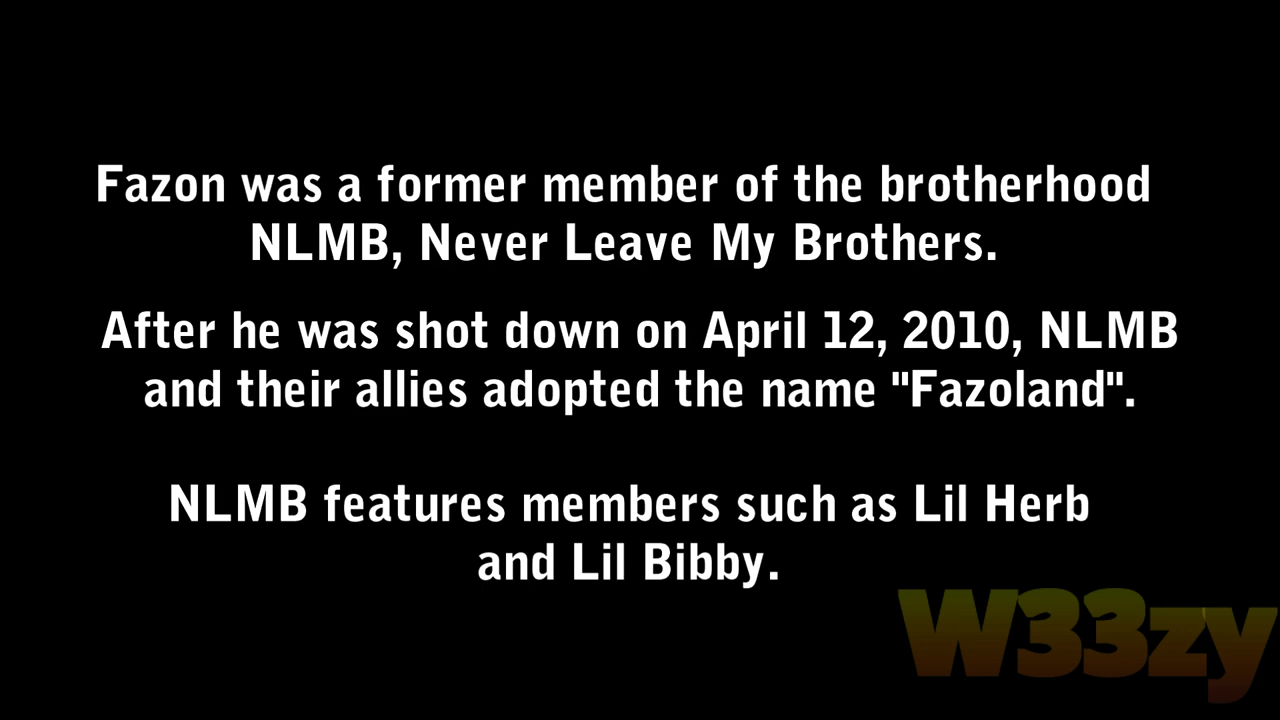 Fazon was a former member of the brotherhood
NLMB, Never Leave My Brothers.
After he was shot down on April 12, 2010, NLMB
and their allies adopted the name "Fazoland".
NLMB features members such as Lil Herb
and Lil Bibby.
W33zy